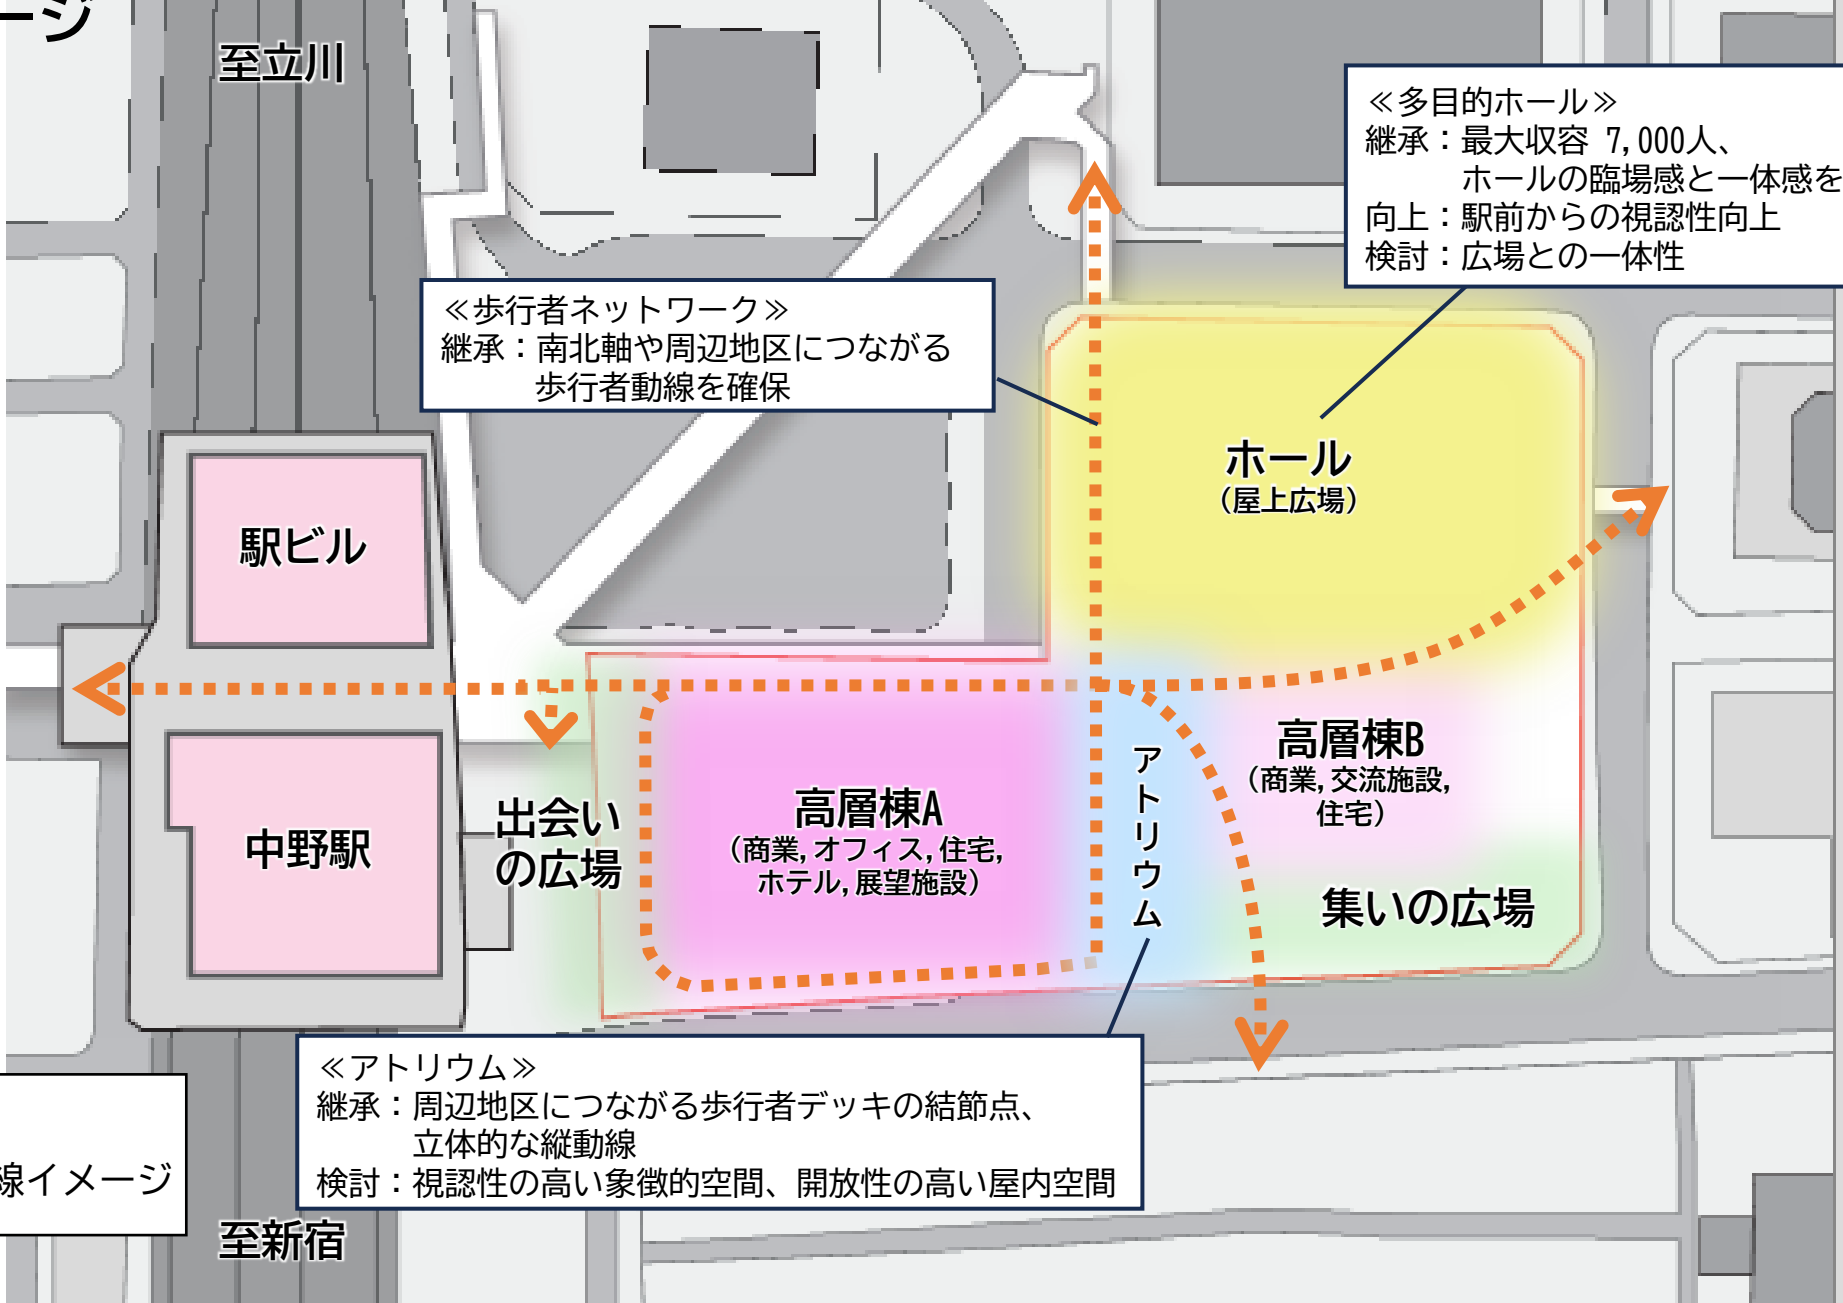 ージ
至立川
≪多目的ホール≫
継承：最大収容 7,000人、
ホールの臨場感と一体感を
向上：駅前からの視認性向上
検討：広場との一体性
≪歩行者ネットワーク≫
継承：南北軸や周辺地区につながる
歩行者動線を確保
ホール
（屋上広場）
駅ビル
中野駅
出会い
の広場
高層棟A
（商業,オフィス,住宅,
ホテル,展望施設）
アトリウム
高層棟B
（商業,交流施設,
住宅）
集いの広場
≪アトリウム≫
継承：周辺地区につながる歩行者デッキの結節点、
立体的な縦動線
検討：視認性の高い象徴的空間、開放性の高い屋内空間
線イメージ
至新宿